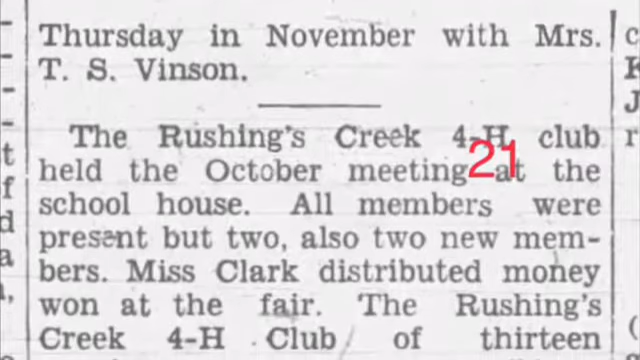 Thursday in November with Mrs.
T. S. Vinson.
The Rushing's Creek 4-H club
held the October meeting at the
school house. All members were
present but two, also two new mem-
bers. Miss Clark distributed money
won at the fair. The Rushing's
Creek 4-H Club of thirteen
21